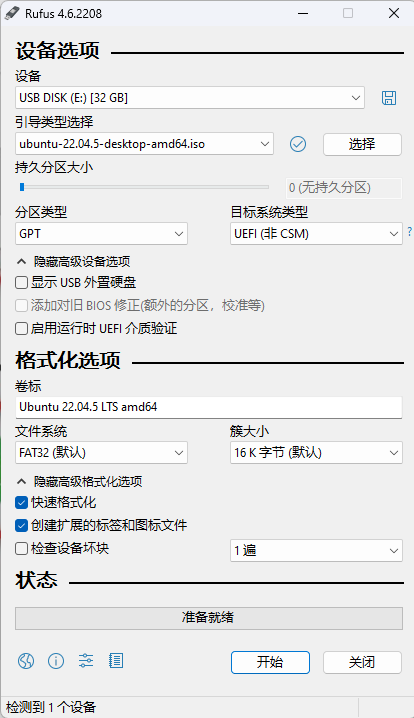 Rufus 4.6.2208
设备选项
设备
USB DISK (E:) [32 GB]
引导类型选择
ubuntu-22.04.5-desktop-amd64.iso
选择
持久分区大小
0 (无持久分区)
分区类型
目标系统类型
GPT
UEFI (非 CSM)
?
隐藏高级设备选项
显示 USB 外置硬盘
添加对旧 BIOS 修正(额外的分区，校准等)
启用运行时 UEFI 介质验证
格式化选项
卷标
Ubuntu 22.04.5 LTS amd64
文件系统
簇大小
FAT32 (默认)
16 K 字节 (默认)
隐藏高级格式化选项
快速格式化
创建扩展的标签和图标文件
检查设备坏块
1 遍
状态
准备就绪
开始
关闭
检测到 1 个设备